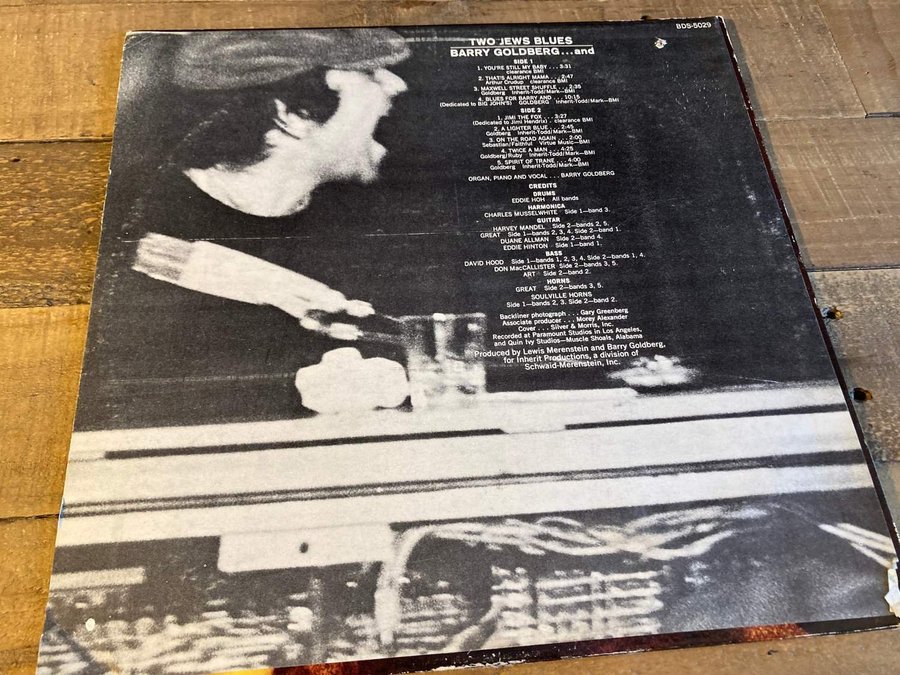 BDS-5029
TWO JEWS BLUES
BARRY GOLDBERG...and
SIDE 1
1. YOU'RE STILL MY BABY...3:31
clearance BMI
2. THAT'S ALRIGHT MAMA...2:47
Arthur Crudup clearance BMI
3. MAXWELL STREET SHUFFLE...2:35
Goldberg Inherit-Todd/Mark—BMI
4. BLUES FOR BARRY AND...10:15
(Dedicated to BIG JOHN'S) GOLDBERG Inherit-Todd/Mark—BMI
SIDE 2
1. JIMI THE FOX...3:27
(Dedicated to Jimi Hendrix). clearance BMI
2. A LIGHTER BLUE...2:45
Goldberg Inherit-Todd/Mark—BMI
3. ON THE ROAD AGAIN...2:00
Sebastian/Faithful Virtue Music—BMI
4. TWICE A MAN...4:25
Goldberg/Ruby Inherit-Todd/Mark—BMI
5. SPIRIT OF TRANE...4:00
Goldberg Inherit-Todd/Mark—BMI
ORGAN, PIANO AND VOCAL...BARRY GOLDBERG
CREDITS
DRUMS
EDDIE HOH All bands
HARMONICA
CHARLES MUSSELWHITE Side 1—band 3.
GUITAR
HARVEY MANDEL Side 2—bands 2, 5.
GREAT Side 1—bands 2, 3, 4. Side 2—band 1.
DUANE ALLMAN Side 2—band 4.
EDDIE HINTON Side 1—band 1.
BASS
DAVID HOOD Side 1—bands 1, 2, 3, 4. Side 2—bands 1, 4.
DON MacCALLISTER Side 2—bands 3, 5.
ART Side 2—band 2.
HORNS
GREAT Side 2—bands 3, 5.
SOULVILLE HORNS
Side 1—bands 2, 3. Side 2—band 2.
Backliner photograph...Gary Greenberg
Associate producer...Morey Alexander
Cover...Silver & Morris, Inc.
Recorded at Paramount Studios in Los Angeles,
and Quin Ivy Studios—Muscle Shoals, Alabama
Produced by Lewis Merenstein and Barry Goldberg,
for Inherit Productions, a division of
Schwaid-Merenstein, Inc.